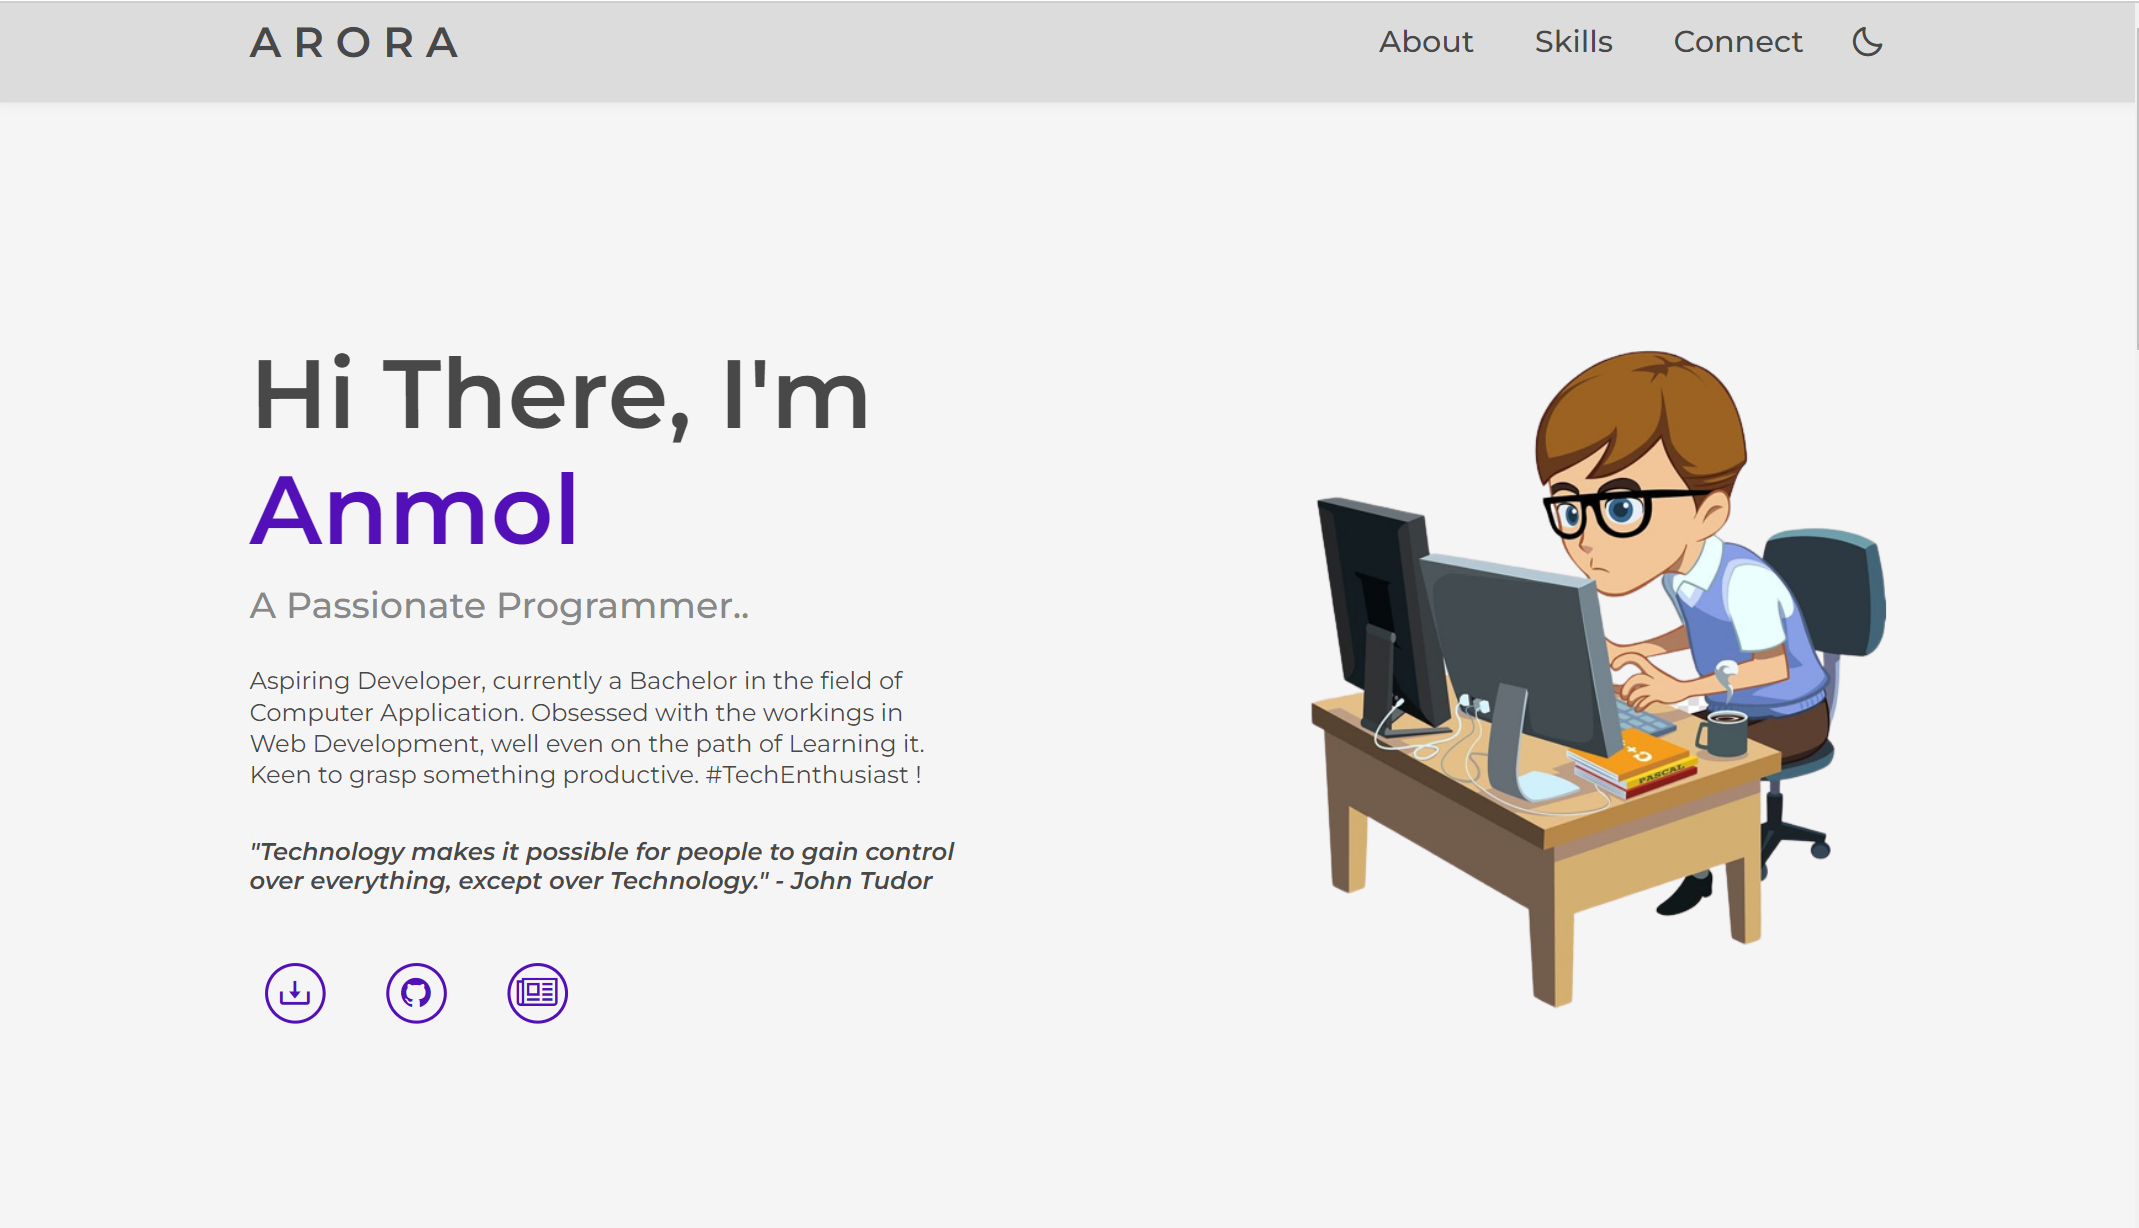 ARORA
About Skills Connect
Hi There, I'm
Anmol
A Passionate Programmer..
Aspiring Developer, currently a Bachelor in the field of
Computer Application. Obsessed with the workings in
Web Development, well even on the path of Learning it.
Keen to grasp something productive. #TechEnthusiast !
"Technology makes it possible for people to gain control
over everything, except over Technology." - John Tudor
PASCAL